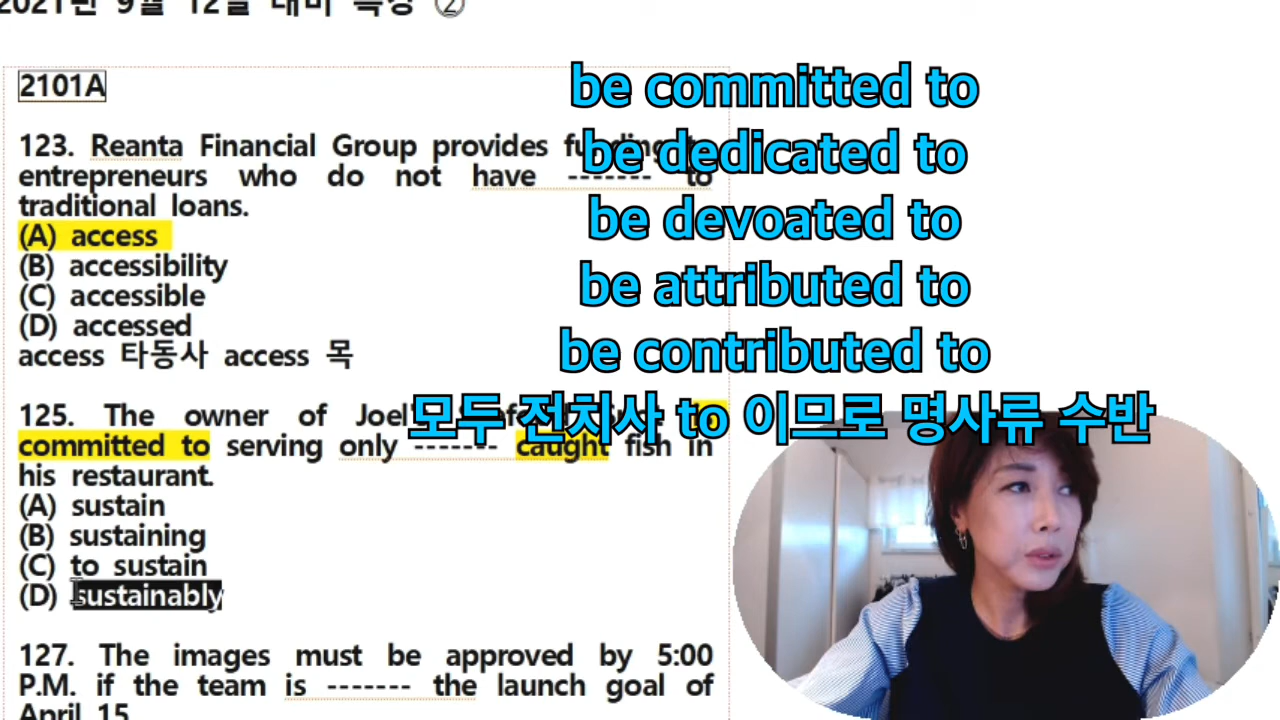 2021년 9월 12일 대비 특강 ②
2101A
123. Reanta Financial Group provides
entrepreneurs who do not have ------- to
traditional loans.
(A) access
(B) accessibility
(C) accessible
(D) accessed
access 타동사 access 목
125. The owner of
committed to serving only ------- caught fish in
his restaurant.
(A) sustain
(B) sustaining
(C) to sustain
(D) sustainably
127. The images must be approved by 5:00
P.M. if the team is ------- the launch goal of
April 15
be committed to
be dedicated to
be devoated to
be attributed to
be contributed to
모두 전치사 to 이므로 명사류 수반